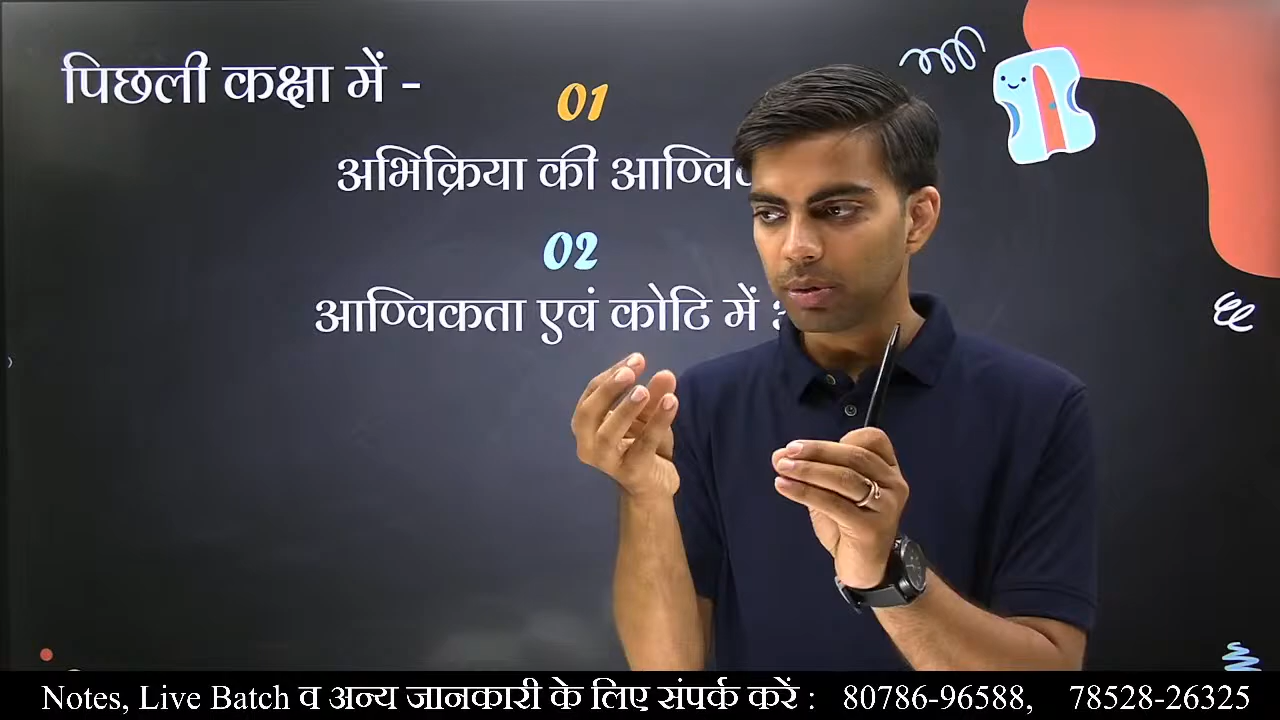 पिछली कक्षा में -
01
अभिक्रिया की
02
आण्विकता एवं कोटि में
Notes, Live Batch व अन्य जानकारी के लिए संपर्क करें : 80786-96588, 78528-26325